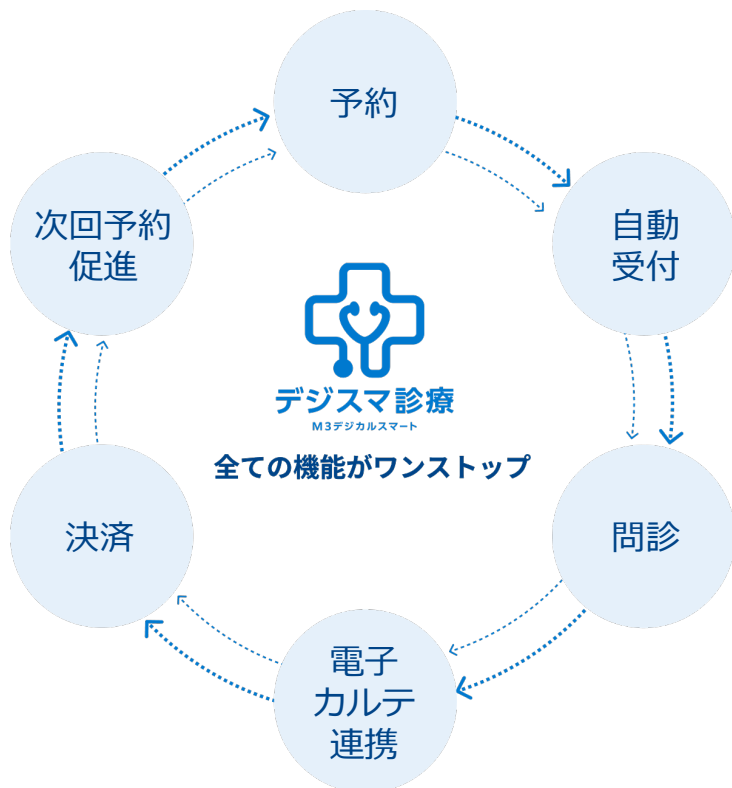 予約
自動
受付
問診
電子
カルテ
連携
決済
次回予約
促進
デジスマ診療
M3デジカルスマート
全ての機能がワンストップ